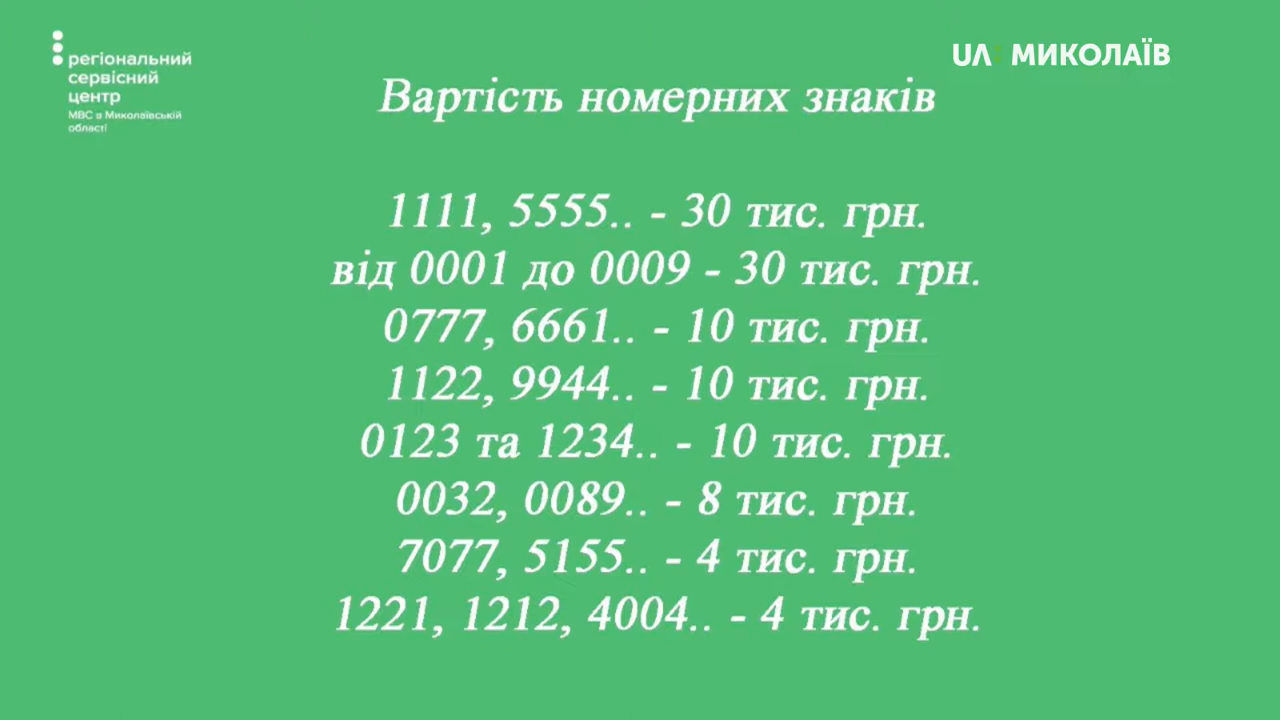 регіональний
сервісний
центр
МВС в Миколаївській
області
UA: МИКОЛАЇВ
Вартість номерних знаків
1111, 5555.. - 30 тис. грн.
від 0001 до 0009 - 30 тис. грн.
0777, 6661.. - 10 тис. грн.
1122, 9944.. - 10 тис. грн.
0123 та 1234.. - 10 тис. грн.
0032, 0089.. - 8 тис. грн.
7077, 5155.. - 4 тис. грн.
1221, 1212, 4004.. - 4 тис. грн.